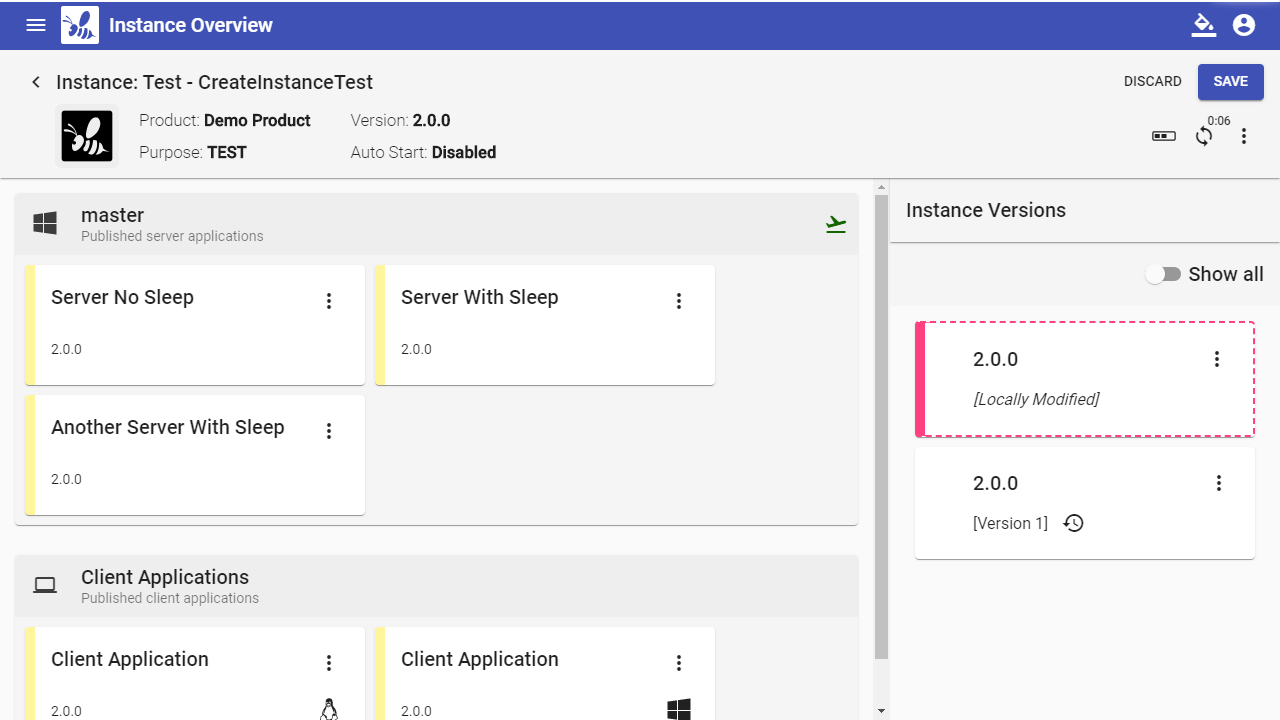 Instance Overview
Instance: Test - CreateInstanceTest
DISCARD
SAVE
Product: Demo Product
Version: 2.0.0
0:06
Purpose: TEST
Auto Start: Disabled
master
Published server applications
Server No Sleep
2.0.0
Server With Sleep
2.0.0
Another Server With Sleep
2.0.0
Client Applications
Published client applications
Client Application
2.0.0
Client Application
2.0.0
Instance Versions
Show all
2.0.0
[Locally Modified]
2.0.0
[Version 1]